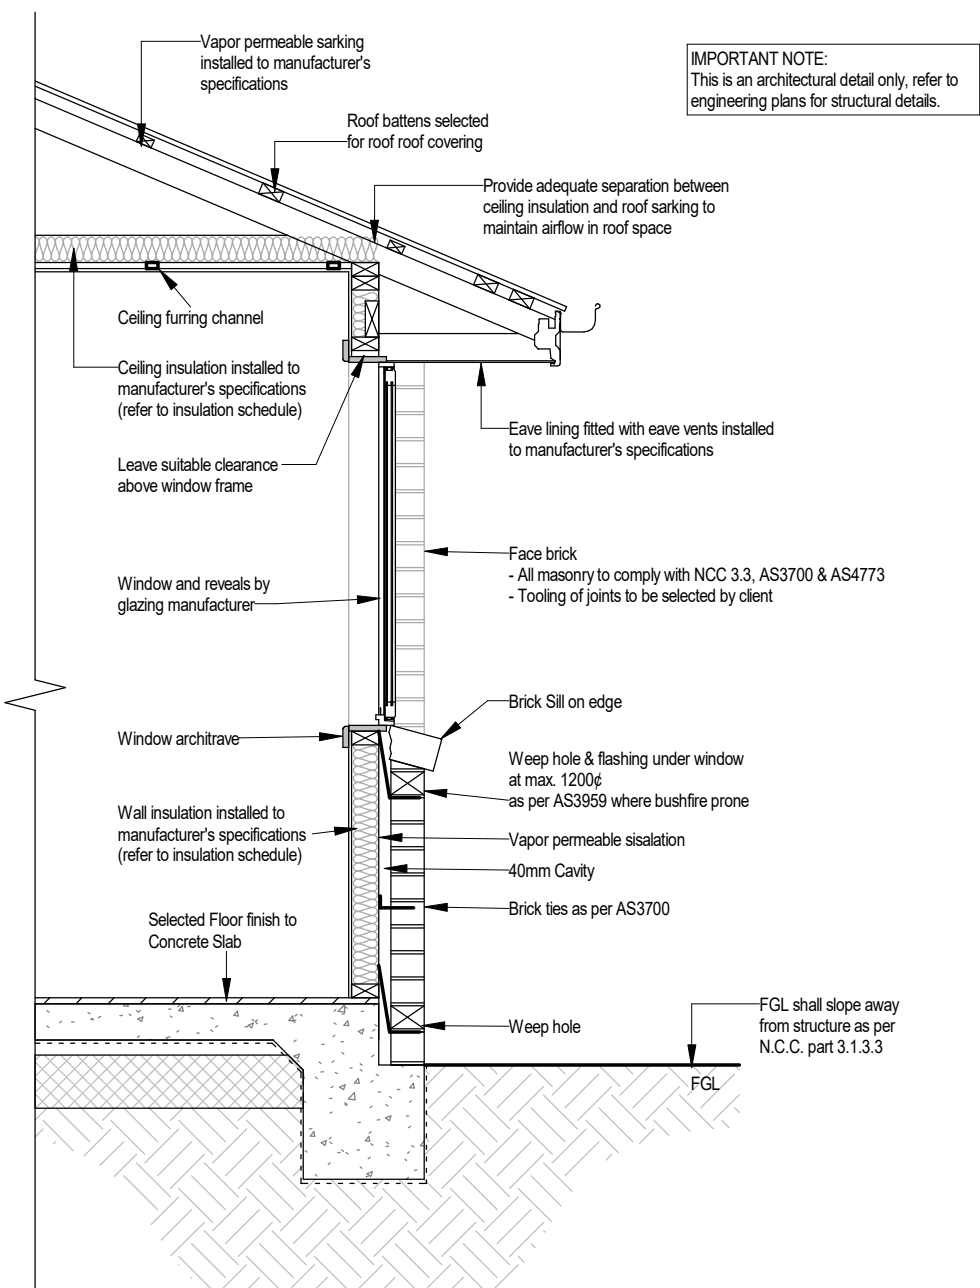 Vapor permeable sarking
installed to manufacturer's
specifications
IMPORTANT NOTE:
This is an architectural detail only, refer to
engineering plans for structural details.
Roof battens selected
for roof roof covering
Provide adequate separation between
ceiling insulation and roof sarking to
maintain airflow in roof space
Ceiling furring channel
Ceiling insulation installed to
manufacturer's specifications
(refer to insulation schedule)
Eave lining fitted with eave vents installed
to manufacturer's specifications
Leave suitable clearance
above window frame
Face brick
- All masonry to comply with NCC 3.3, AS3700 & AS4773
- Tooling of joints to be selected by client
Window and reveals by
glazing manufacturer
Brick Sill on edge
Window architrave
Weep hole & flashing under window
at max. 1200¢
as per AS3959 where bushfire prone
Wall insulation installed to
manufacturer's specifications
(refer to insulation schedule)
Vapor permeable sisalation
40mm Cavity
Brick ties as per AS3700
Selected Floor finish to
Concrete Slab
Weep hole
FGL shall slope away
from structure as per
N.C.C. part 3.1.3.3
FGL